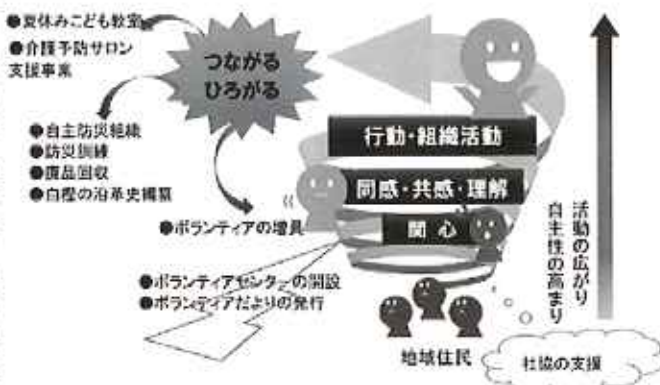 ●夏休みこども教室
●介護予防サロン
支援事業
つながる
ひろがる
●自主防災組織
●防災訓練
●廃品回収
●白樫の沿革史編纂
●ボランティアの増員
●ボランティアセンターの開設
●ボランティアだよりの発行
行動・組織活動
同感・共感・理解
関心
地域住民
社協の支援
活動の広がり
自主性の高まり